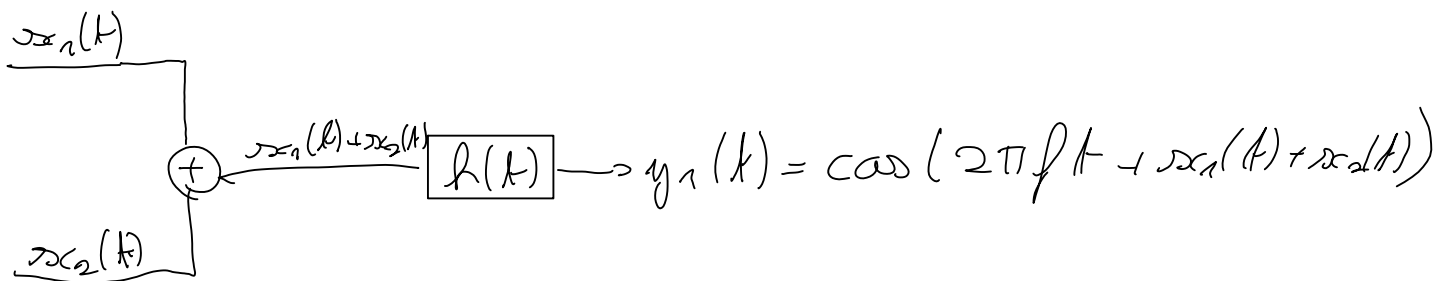 x₁(t)
+
x₁(t)+x₂(t)
h(t)
y₁(t) = cos(2πft + x₁(t) + x₂(t))
x₂(t)